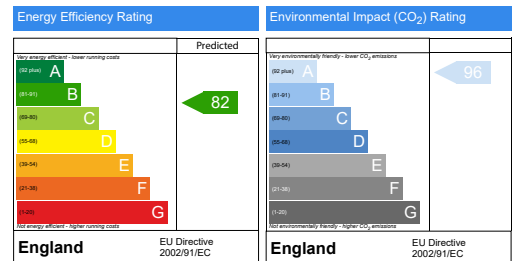 Energy Efficiency Rating
Predicted
Very energy efficient - lower running costs
(92 plus) A
(81-91) B
82
(69-80) C
(55-68) D
(39-54) E
(21-38) F
(1-20) G
Not energy efficient - higher running costs
England
EU Directive
2002/91/EC
Environmental Impact (CO₂) Rating
Very environmentally friendly - lower CO₂ emissions
(92 plus) A
96
(81-91) B
(69-80) C
(55-68) D
(39-54) E
(21-38) F
(1-20) G
Not environmentally friendly - higher CO₂ emissions
England
EU Directive
2002/91/EC